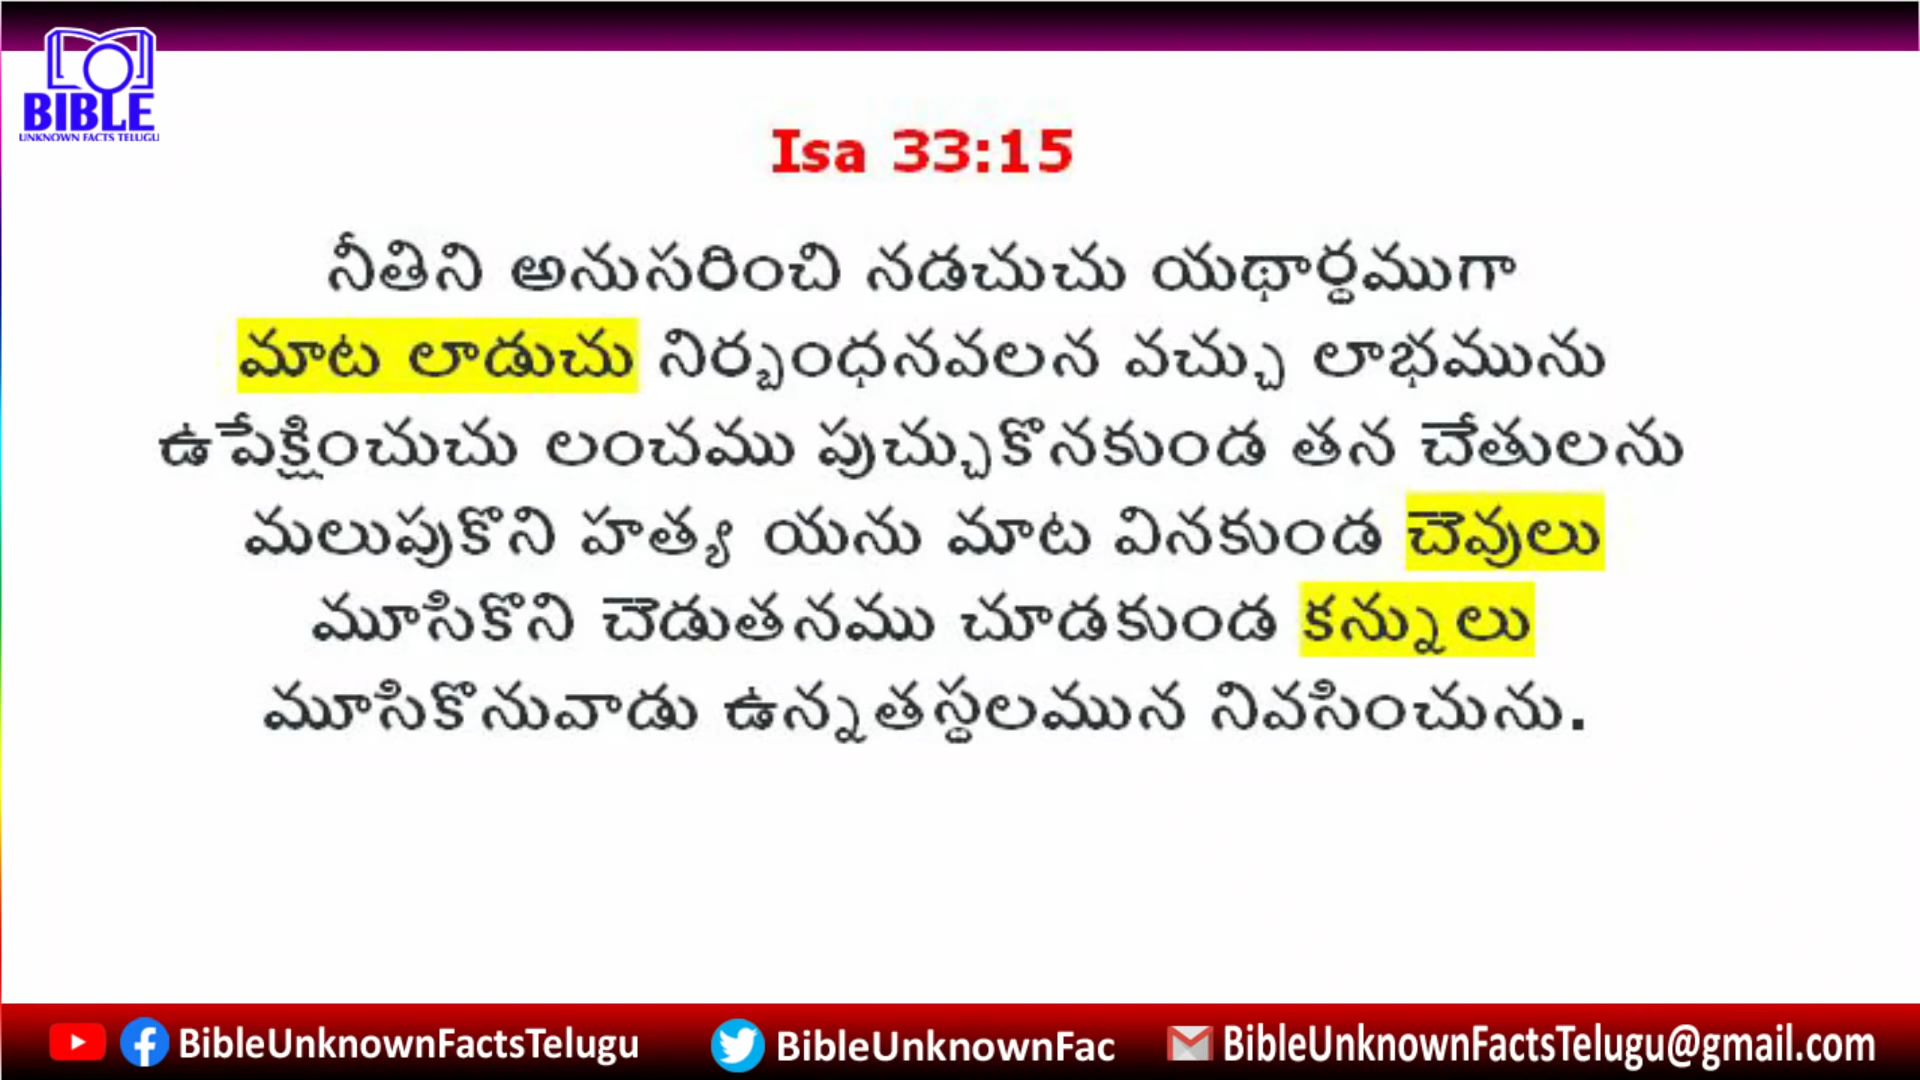 BIBLE
UNKNOWN FACTS TELUGU
Isa 33:15
నీతిని అనుసరించి నడచుచు యథార్థముగా
మాట లాడుచు నిర్బంధనవలన వచ్చు లాభమును
ఉపేక్షించుచు లంచము పుచ్చుకొనకుండ తన చేతులను
మలుపుకొని హత్య యను మాట వినకుండ చెవులు
మూసికొని చెడుతనము చూడకుండ కన్నులు
మూసికొనువాడు ఉన్నతస్థలమున నివసించును.
BibleUnknownFactsTelugu BibleUnknownFac BibleUnknownFactsTelugu@gmail.com